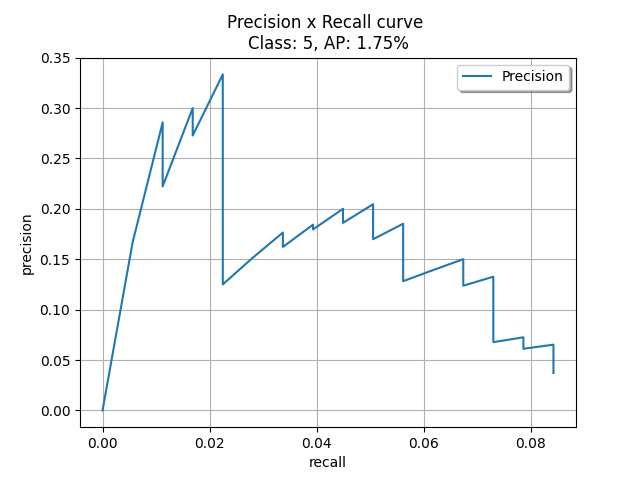 Precision x Recall curve
Class: 5, AP: 1.75%
Precision
0.35
0.30
0.25
0.20
0.15
0.10
0.05
0.00
precision
0.00 0.02 0.04 0.06 0.08
recall